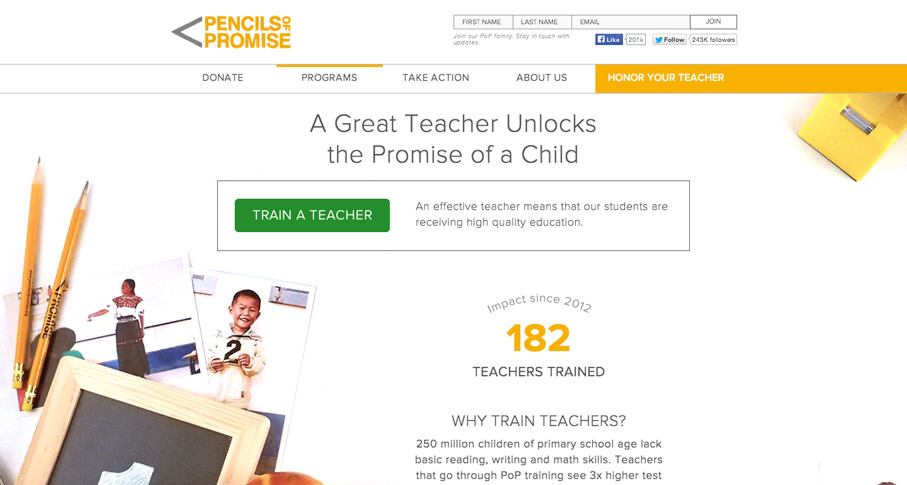 PENCILS OF
PROMISE
FIRST NAME LAST NAME EMAIL JOIN
Join our PoP family. Stay in touch with
updates.
Like 201k Follow 243K followers
DONATE PROGRAMS TAKE ACTION ABOUT US HONOR YOUR TEACHER
A Great Teacher Unlocks
the Promise of a Child
TRAIN A TEACHER
An effective teacher means that our students are
receiving high quality education.
Impact since 2012
182
TEACHERS TRAINED
2
WHY TRAIN TEACHERS?
250 million children of primary school age lack
basic reading, writing and math skills. Teachers
that go through PoP training see 3x higher test